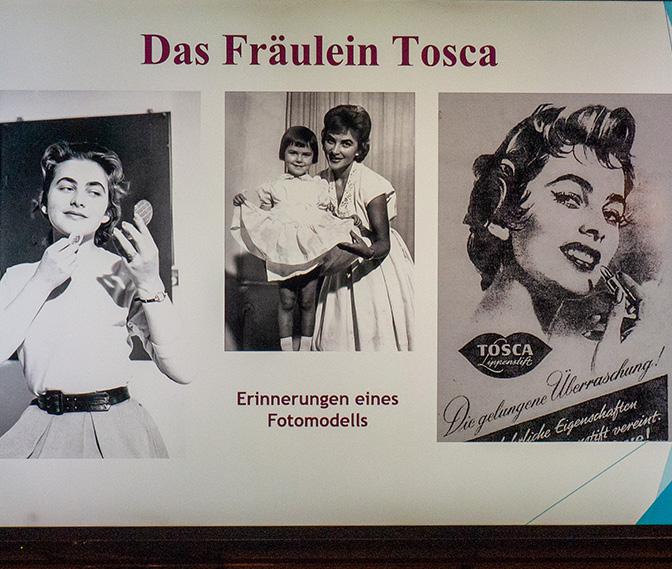 Das Fräulein Tosca
Erinnerungen eines
Fotomodells
TOSCA
Lippenstift
Die gelungene Überraschung!
Eigenschaften
vereint.